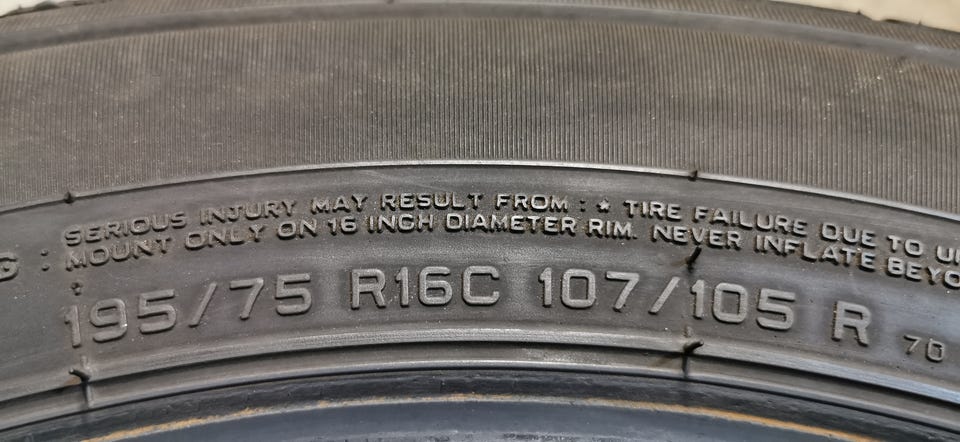 SERIOUS INJURY MAY RESULT FROM : ★ TIRE FAILURE DUE TO
G : MOUNT ONLY ON 16 INCH DIAMETER RIM. NEVER INFLATE
195/75 R16C 107/105 R 70